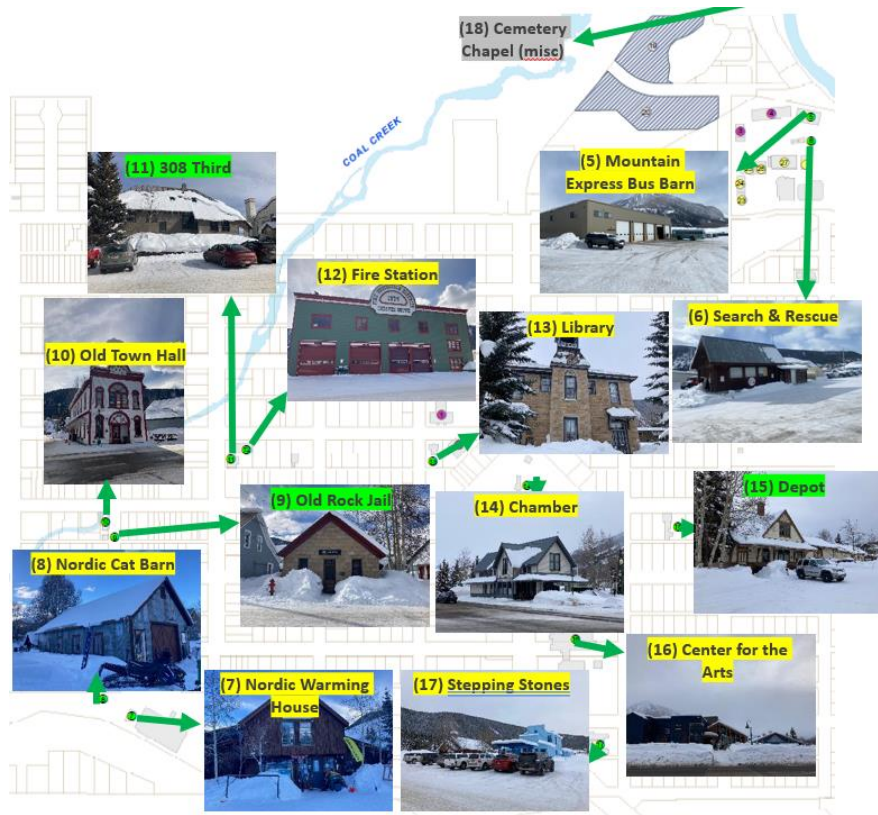 (18) Cemetery
Chapel (misc)
COAL CREEK
(11) 308 Third
(5) Mountain
Express Bus Barn
(12) Fire Station
(13) Library
(6) Search & Rescue
(10) Old Town Hall
(9) Old Rock Jail
(14) Chamber
(15) Depot
(8) Nordic Cat Barn
(7) Nordic Warming
House
(17) Stepping Stones
(16) Center for the
Arts